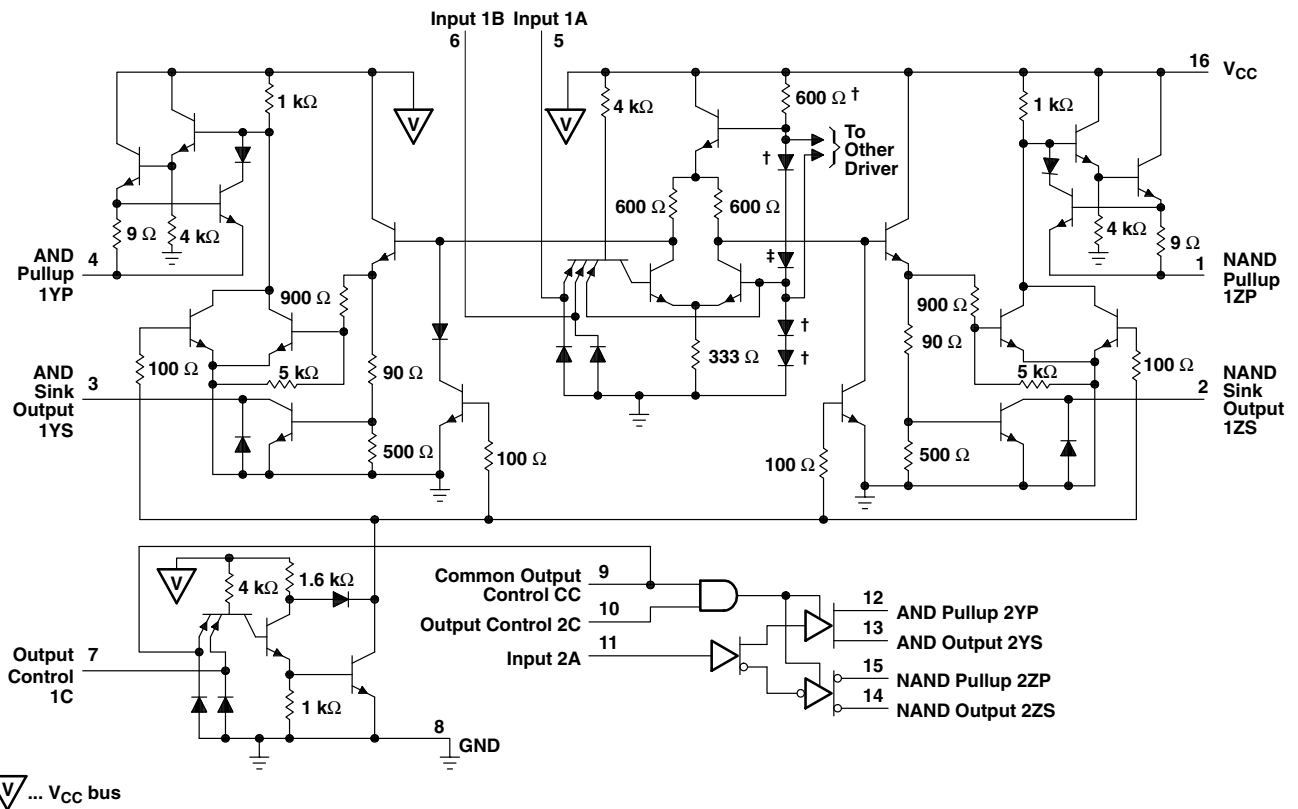 Input 1B Input 1A
6 5
16 VCC
1 kΩ
V
V
4 kΩ
600 Ω †
1 kΩ
†
To
Other
Driver
600 Ω 600 Ω
9 Ω 4 kΩ
4 kΩ 9 Ω
AND
Pullup
1YP
4
‡
1
NAND
Pullup
1ZP
900 Ω
900 Ω
100 Ω
†
90 Ω
333 Ω
†
90 Ω
100 Ω
5 kΩ
5 kΩ
AND
Sink
Output
1YS
3
2
NAND
Sink
Output
1ZS
500 Ω
100 Ω
100 Ω
500 Ω
V
4 kΩ
1.6 kΩ
Common Output
Control CC
9
Output Control 2C
10
Input 2A
11
12
AND Pullup 2YP
13
AND Output 2YS
15
NAND Pullup 2ZP
14
NAND Output 2ZS
Output
Control
1C
7
1 kΩ
8
GND
V ... VCC bus